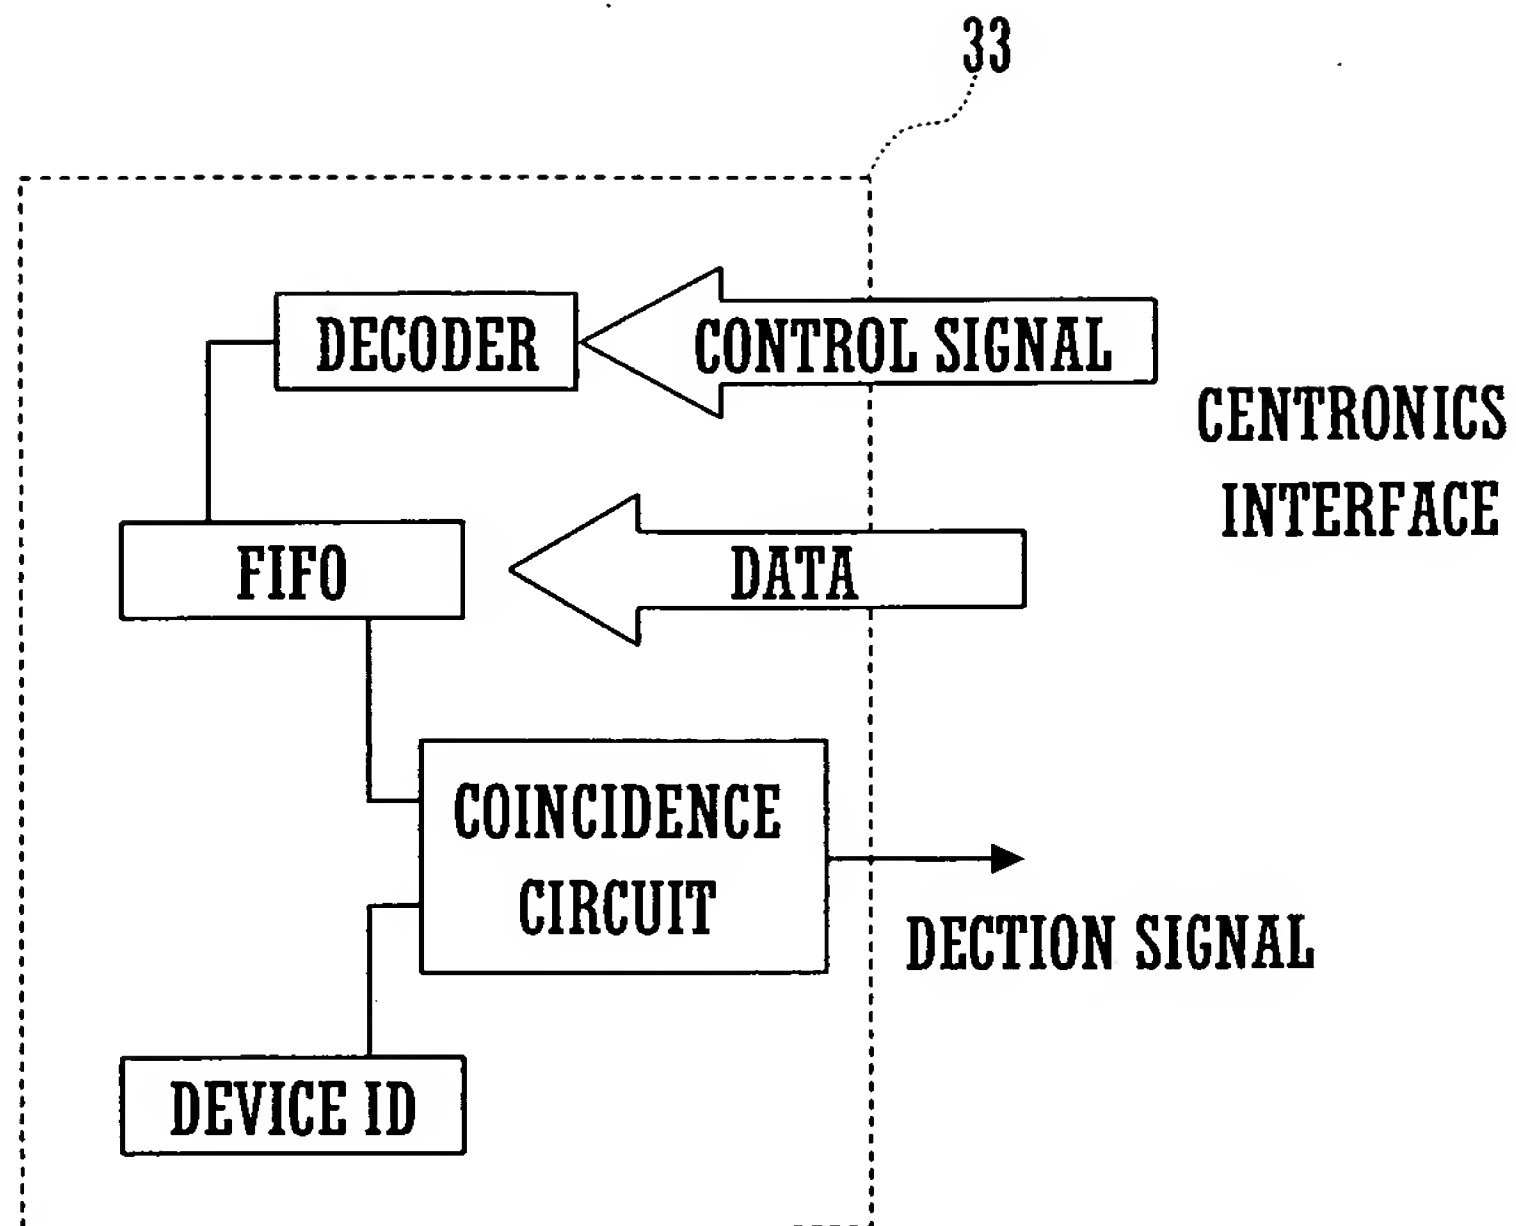 33
DECODER
CONTROL SIGNAL
CENTRONICS
INTERFACE
FIFO
DATA
COINCIDENCE
CIRCUIT
DECTION SIGNAL
DEVICE ID